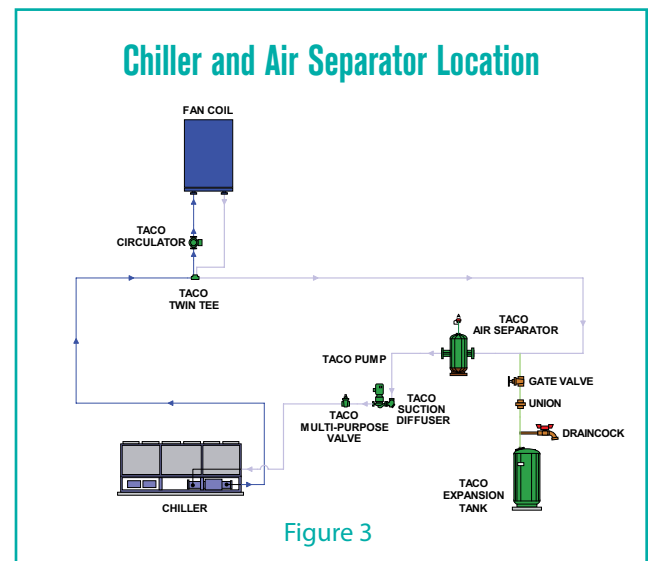 Chiller and Air Separator Location
FAN COIL
TACO
CIRCULATOR
TACO
TWIN TEE
TACO
AIR SEPARATOR
TACO PUMP
GATE VALVE
TACO
SUCTION
DIFFUSER
TACO
MULTI-PURPOSE
VALVE
UNION
DRAINCOCK
TACO
EXPANSION
TANK
CHILLER
Figure 3